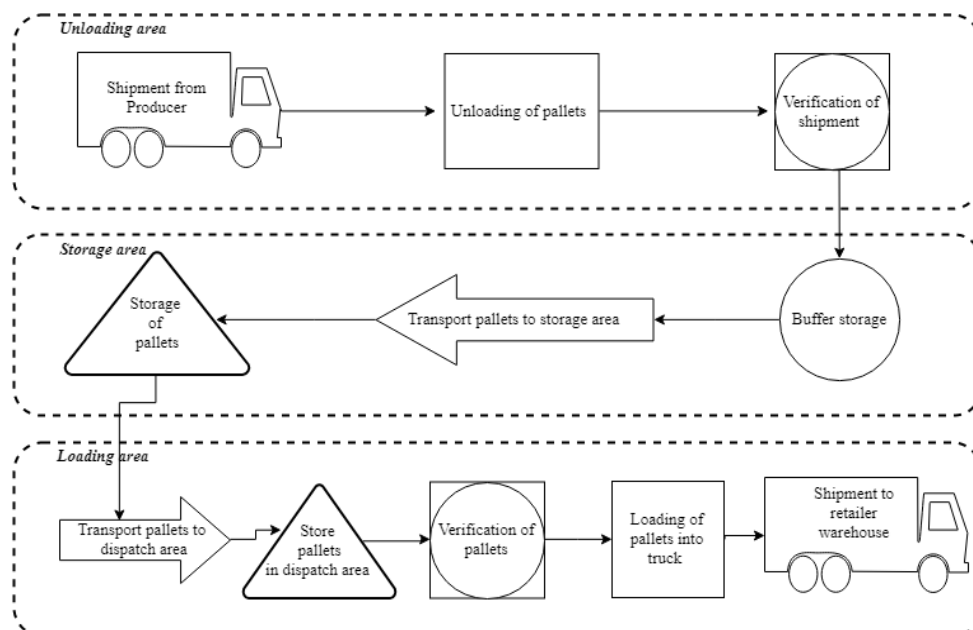 Unloading area
Shipment from
Producer
Unloading of pallets
Verification of
shipment
Storage area
Storage
of
pallets
Transport pallets to storage area
Buffer storage
Loading area
Transport pallets to
dispatch area
Store
pallets
in dispatch area
Verification of
pallets
Loading of
pallets into
truck
Shipment to
retailer
warehouse